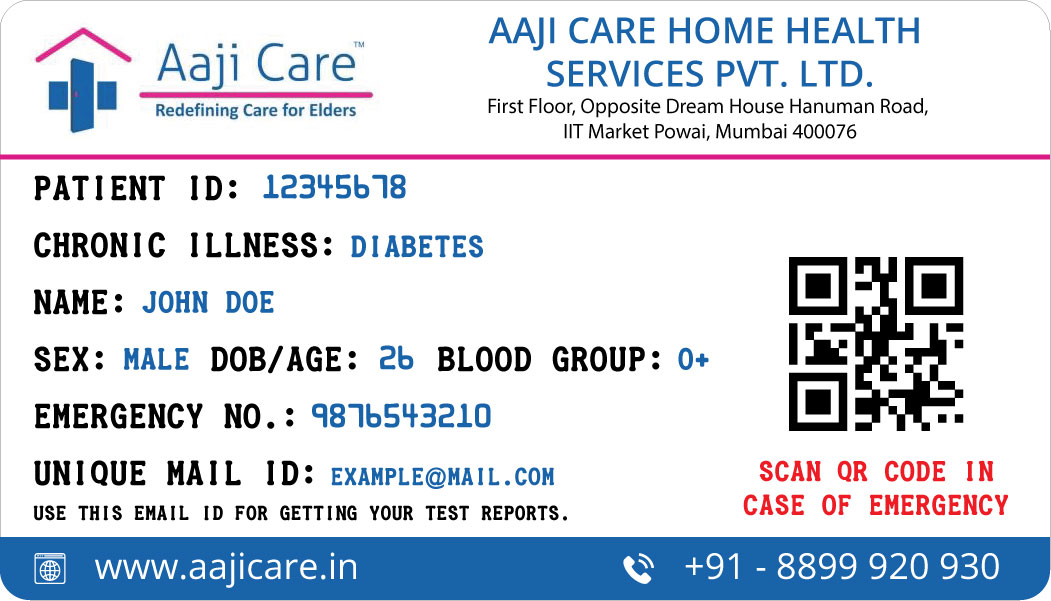 Aaji Care™
Redefining Care for Elders
AAJI CARE HOME HEALTH
SERVICES PVT. LTD.
First Floor, Opposite Dream House Hanuman Road,
IIT Market Powai, Mumbai 400076
PATIENT ID: 12345678
CHRONIC ILLNESS: DIABETES
NAME: JOHN DOE
SEX: MALE DOB/AGE: 26 BLOOD GROUP: O+
EMERGENCY NO.: 9876543210
UNIQUE MAIL ID: EXAMPLE@MAIL.COM
USE THIS EMAIL ID FOR GETTING YOUR TEST REPORTS.
SCAN QR CODE IN
CASE OF EMERGENCY
www.aajicare.in
+91 - 8899 920 930